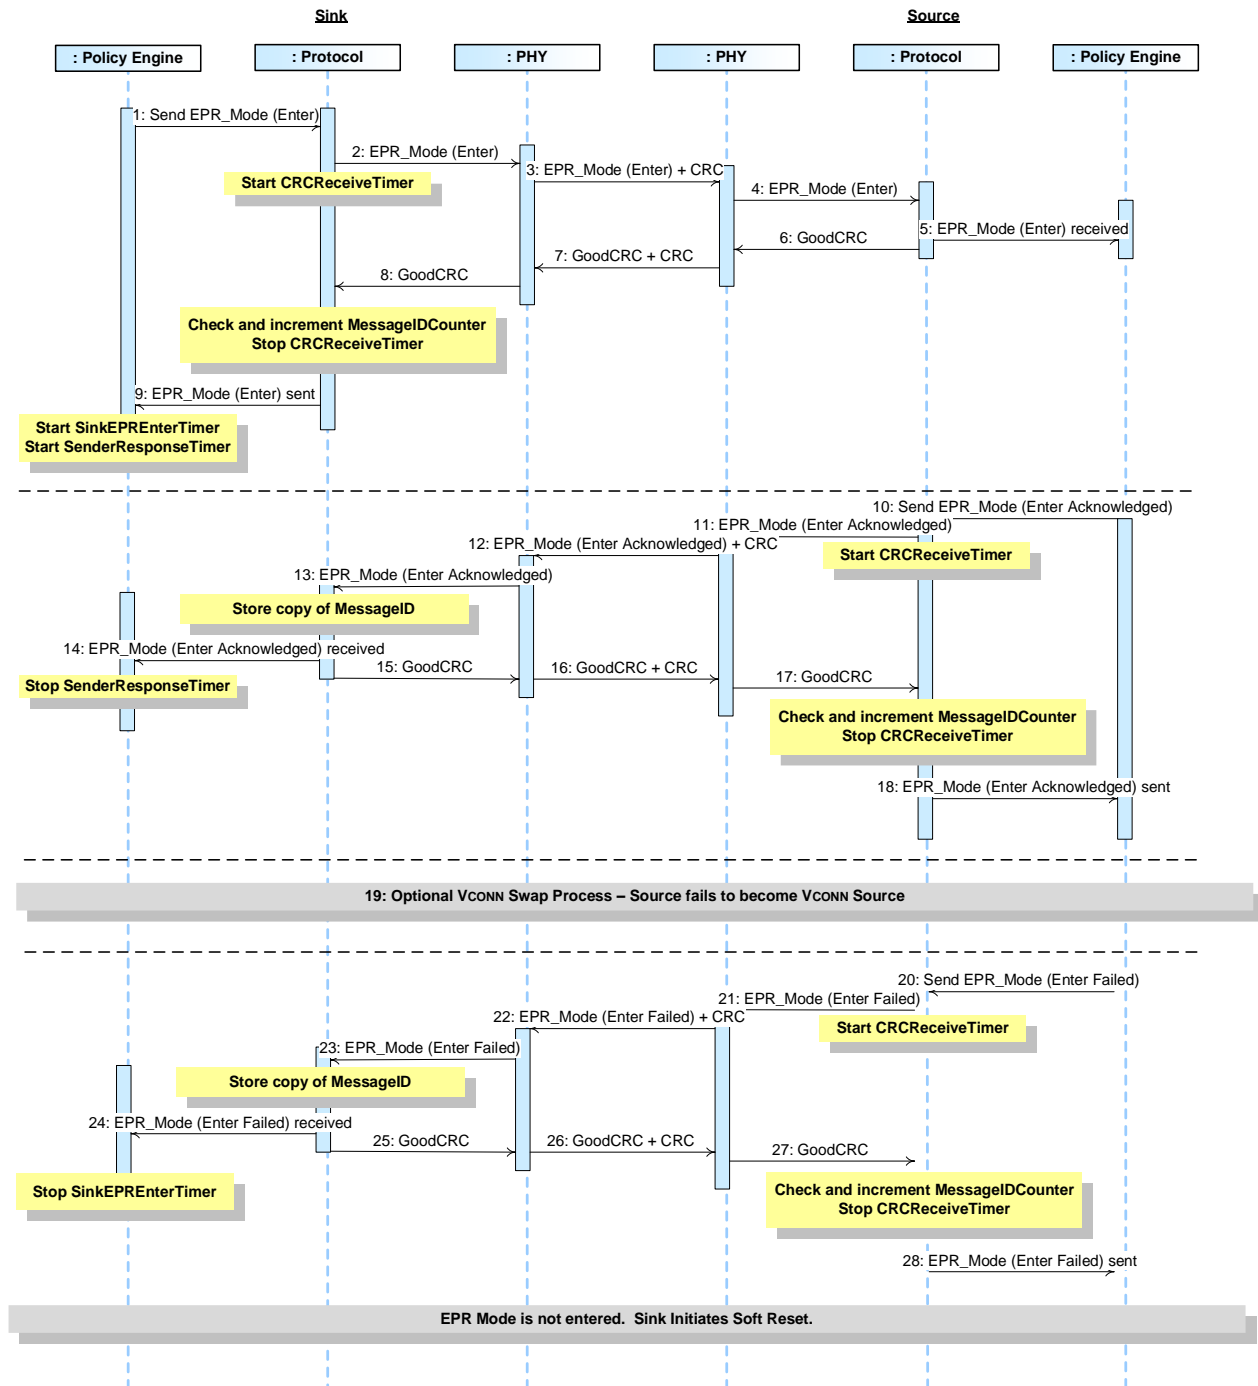 Sink
Source
: Policy Engine
: Protocol
: PHY
: PHY
: Protocol
: Policy Engine
1: Send EPR_Mode (Enter)
2: EPR_Mode (Enter)
3: EPR_Mode (Enter) + CRC
Start CRCReceiveTimer
4: EPR_Mode (Enter)
5: EPR_Mode (Enter) received
6: GoodCRC
7: GoodCRC + CRC
8: GoodCRC
Check and increment MessageIDCounter
Stop CRCReceiveTimer
9: EPR_Mode (Enter) sent
Start SinkEPREnterTimer
Start SenderResponseTimer
10: Send EPR_Mode (Enter Acknowledged)
11: EPR_Mode (Enter Acknowledged)
12: EPR_Mode (Enter Acknowledged) + CRC
Start CRCReceiveTimer
13: EPR_Mode (Enter Acknowledged)
Store copy of MessageID
14: EPR_Mode (Enter Acknowledged) received
15: GoodCRC
16: GoodCRC + CRC
17: GoodCRC
Stop SenderResponseTimer
Check and increment MessageIDCounter
Stop CRCReceiveTimer
18: EPR_Mode (Enter Acknowledged) sent
19: Optional VCONN Swap Process – Source fails to become VCONN Source
20: Send EPR_Mode (Enter Failed)
21: EPR_Mode (Enter Failed)
22: EPR_Mode (Enter Failed) + CRC
Start CRCReceiveTimer
23: EPR_Mode (Enter Failed)
Store copy of MessageID
24: EPR_Mode (Enter Failed) received
25: GoodCRC
26: GoodCRC + CRC
27: GoodCRC
Stop SinkEPREnterTimer
Check and increment MessageIDCounter
Stop CRCReceiveTimer
28: EPR_Mode (Enter Failed) sent
EPR Mode is not entered.  Sink Initiates Soft Reset.